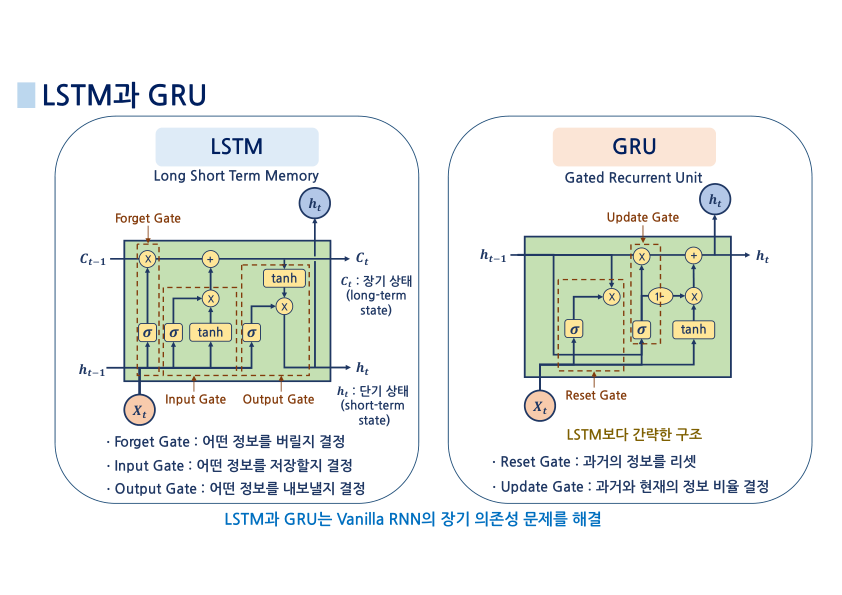 LSTM과 GRU
LSTM
Long Short Term Memory
h_t
Forget Gate
C_{t-1}
X
+
C_t
tanh
C_t : 장기 상태
(long-term
state)
X
X
σ
σ
tanh
σ
h_{t-1}
h_t
Input Gate
Output Gate
h_t : 단기 상태
(short-term
state)
X_t
· Forget Gate : 어떤 정보를 버릴지 결정
· Input Gate : 어떤 정보를 저장할지 결정
· Output Gate : 어떤 정보를 내보낼지 결정
GRU
Gated Recurrent Unit
h_t
Update Gate
h_{t-1}
X
+
h_t
X
1-
X
σ
σ
tanh
Reset Gate
X_t
LSTM보다 간략한 구조
· Reset Gate : 과거의 정보를 리셋
· Update Gate : 과거와 현재의 정보 비율 결정
LSTM과 GRU는 Vanilla RNN의 장기 의존성 문제를 해결